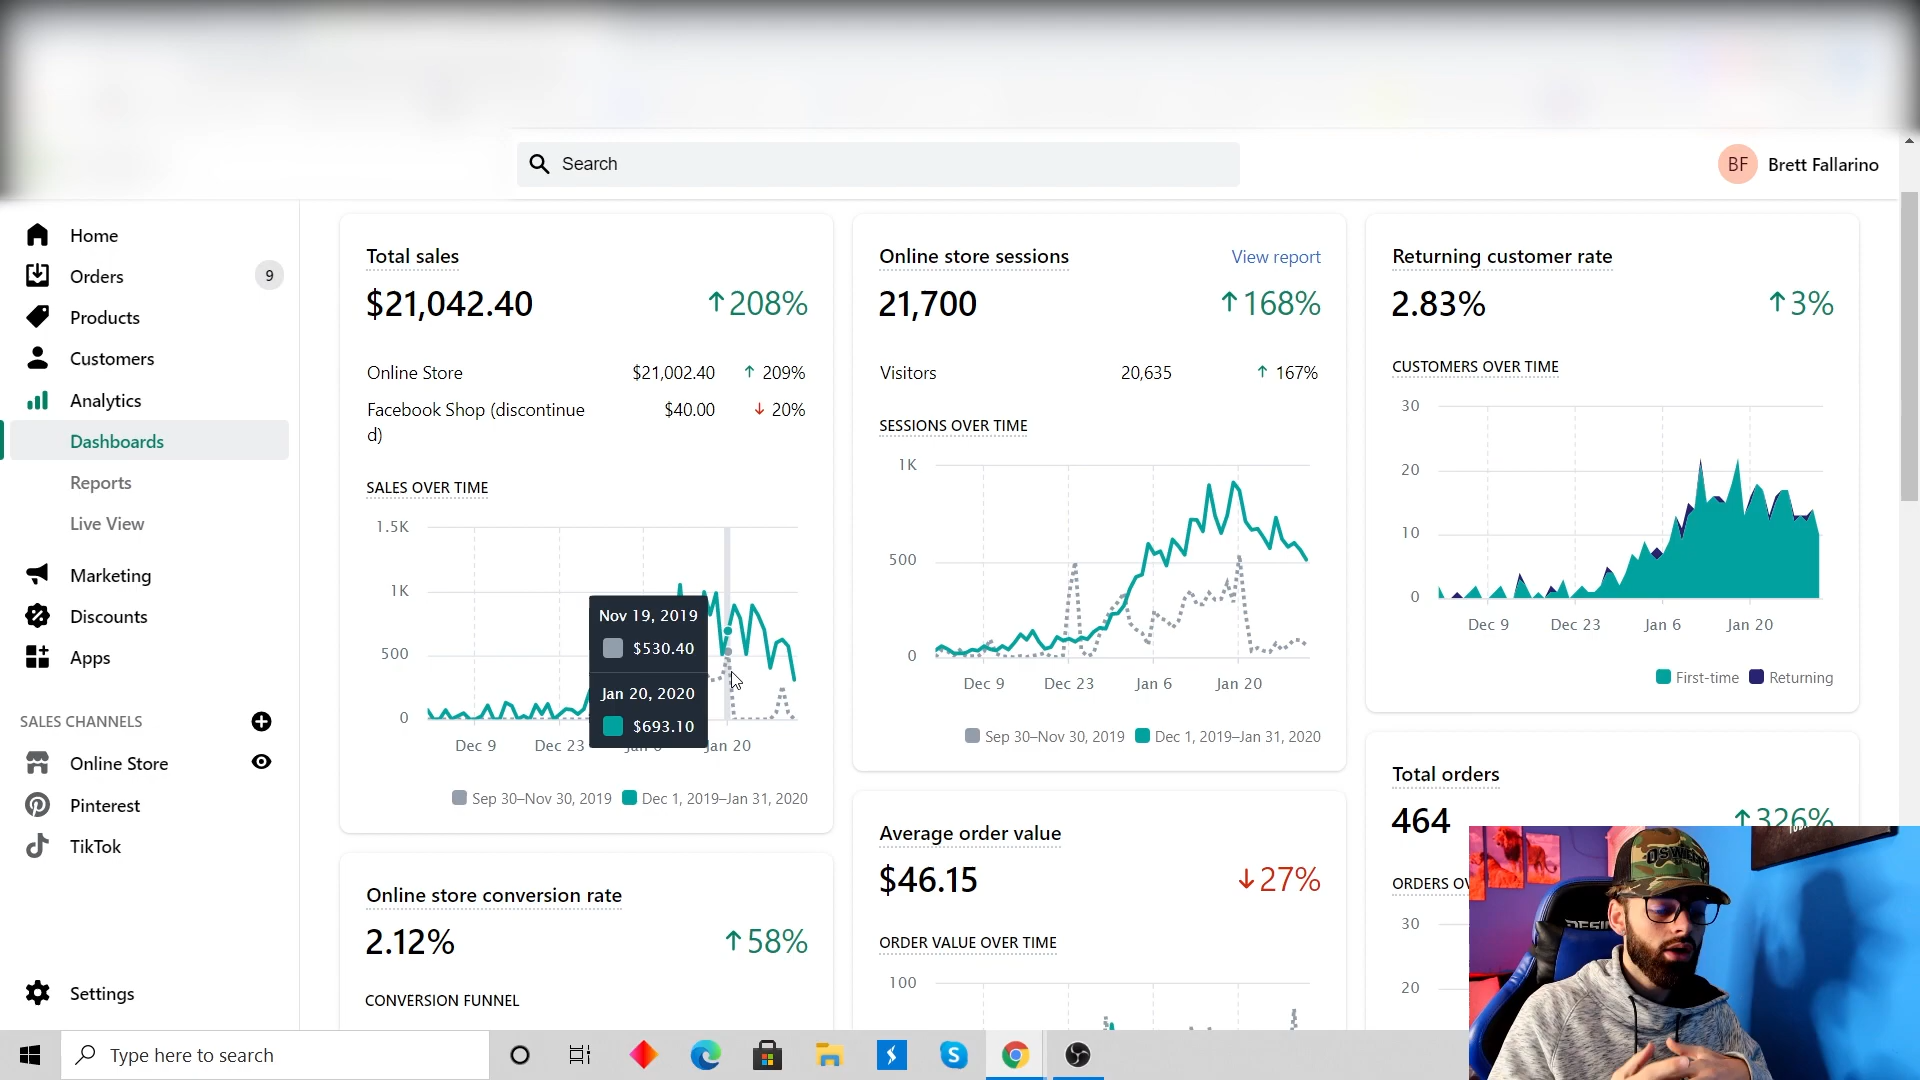 Search
BF Brett Fallarino
Home
Orders 9
Products
Customers
Analytics
Dashboards
Reports
Live View
Marketing
Discounts
Apps
SALES CHANNELS
Online Store
Pinterest
TikTok
Settings
Total sales
$21,042.40 ↑208%
Online Store $21,002.40 ↑ 209%
Facebook Shop (discontinue
d) $40.00 ↓ 20%
SALES OVER TIME
1.5K
1K
500
0
Nov 19, 2019
$530.40
Jan 20, 2020
$693.10
Dec 9 Dec 23 Jan 6 Jan 20
Sep 30–Nov 30, 2019 Dec 1, 2019–Jan 31, 2020
Online store conversion rate
2.12% ↑58%
CONVERSION FUNNEL
Online store sessions View report
21,700 ↑168%
Visitors 20,635 ↑ 167%
SESSIONS OVER TIME
1K
500
0
Dec 9 Dec 23 Jan 6 Jan 20
Sep 30–Nov 30, 2019 Dec 1, 2019–Jan 31, 2020
Average order value
$46.15 ↓27%
ORDER VALUE OVER TIME
100
Returning customer rate
2.83% ↑3%
CUSTOMERS OVER TIME
30
20
10
0
Dec 9 Dec 23 Jan 6 Jan 20
First-time Returning
Total orders
464 ↑326%
ORDERS OV
30
20
Type here to search